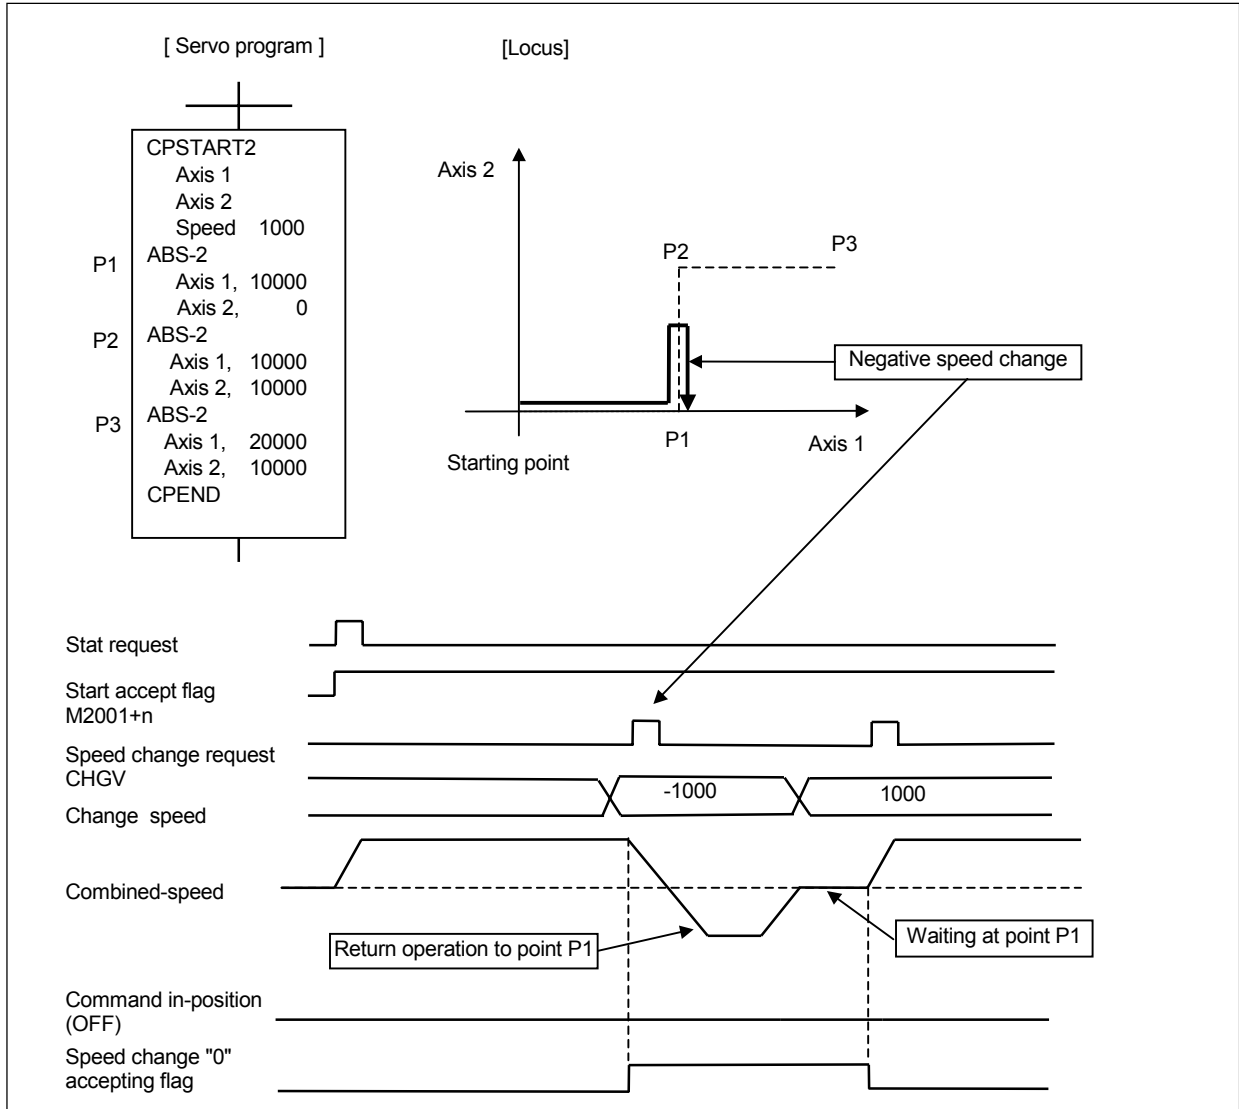 [ Servo program ]
[Locus]
CPSTART2
Axis 1
Axis 2
Speed 1000
P1 ABS-2
Axis 1, 10000
Axis 2, 0
P2 ABS-2
Axis 1, 10000
Axis 2, 10000
P3 ABS-2
Axis 1, 20000
Axis 2, 10000
CPEND
Axis 2
P2
P3
Negative speed change
P1
Axis 1
Starting point
Stat request
Start accept flag
M2001+n
Speed change request
CHGV
-1000
1000
Change speed
Combined-speed
Return operation to point P1
Waiting at point P1
Command in-position
(OFF)
Speed change "0"
accepting flag